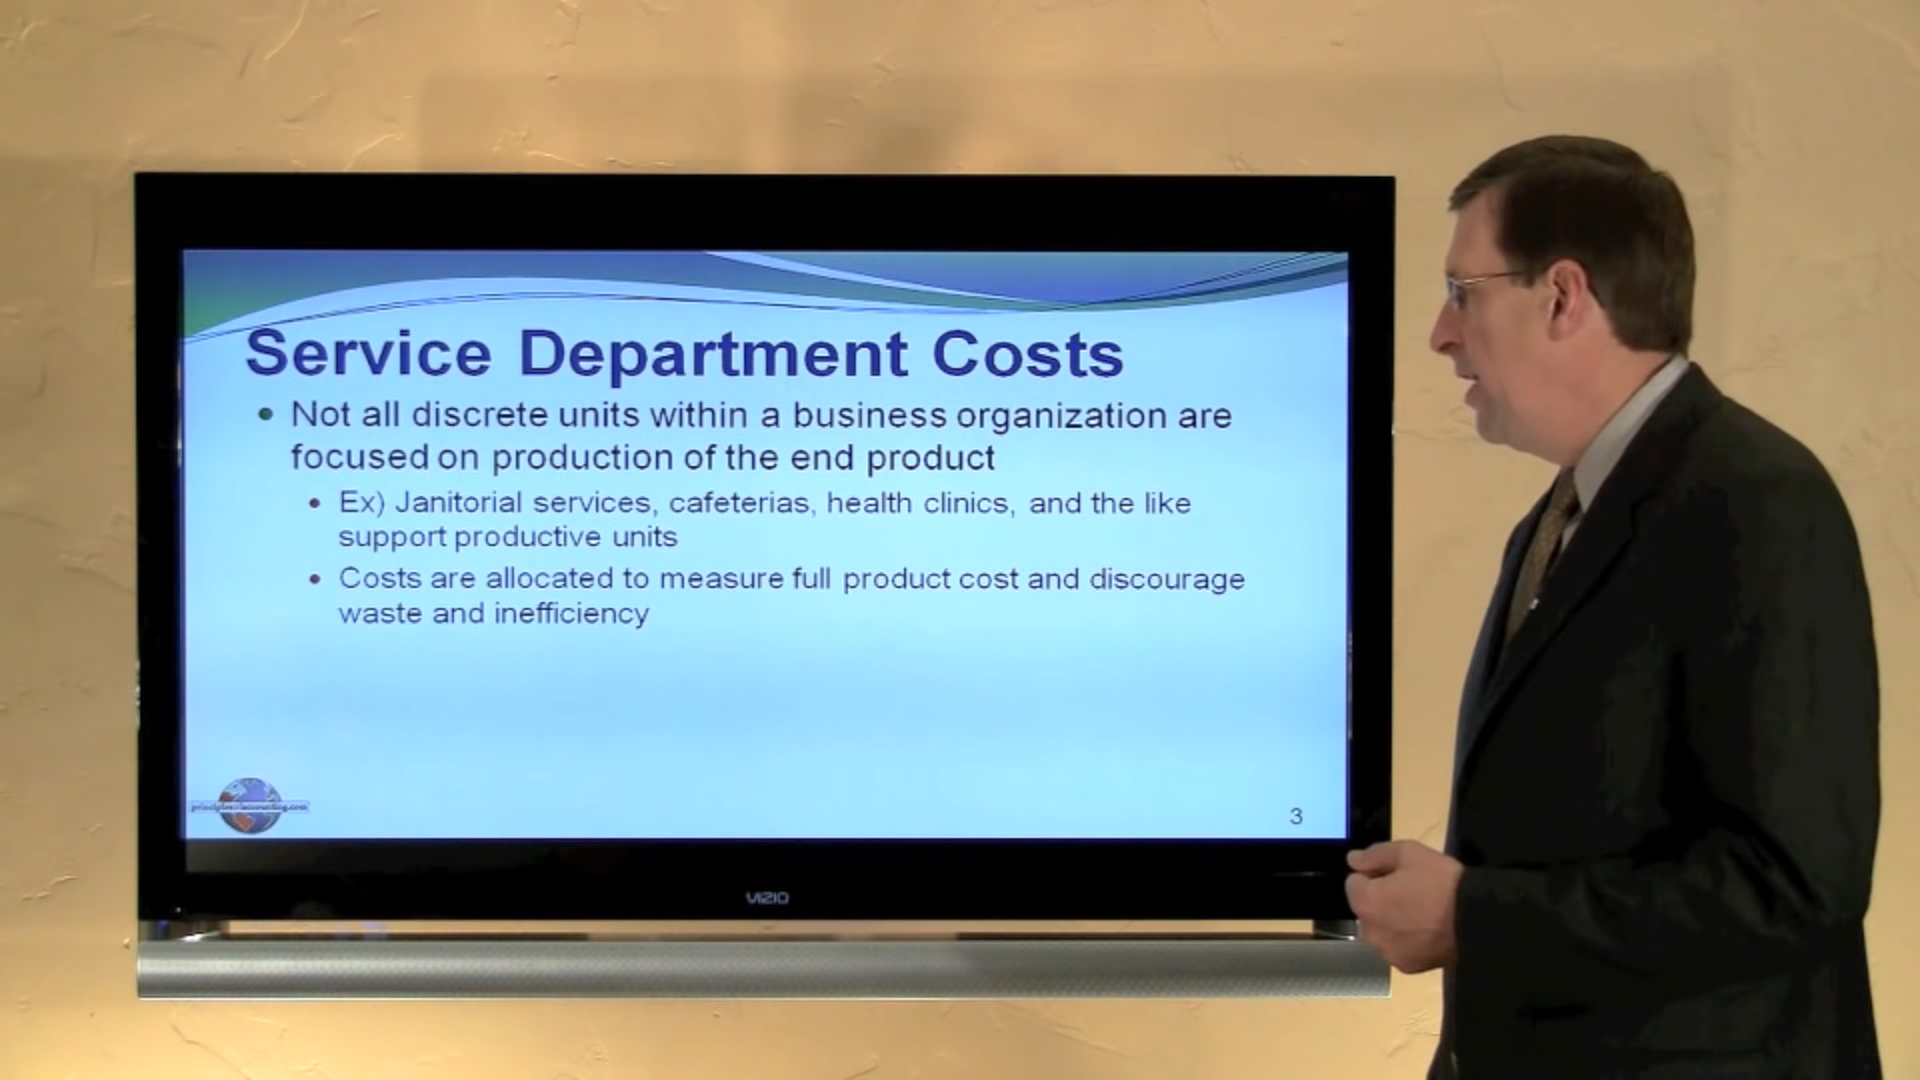 Service Department Costs
• Not all discrete units within a business organization are
focused on production of the end product
• Ex) Janitorial services, cafeterias, health clinics, and the like
support productive units
• Costs are allocated to measure full product cost and discourage
waste and inefficiency
principlesofaccounting.com
3
VIZIO